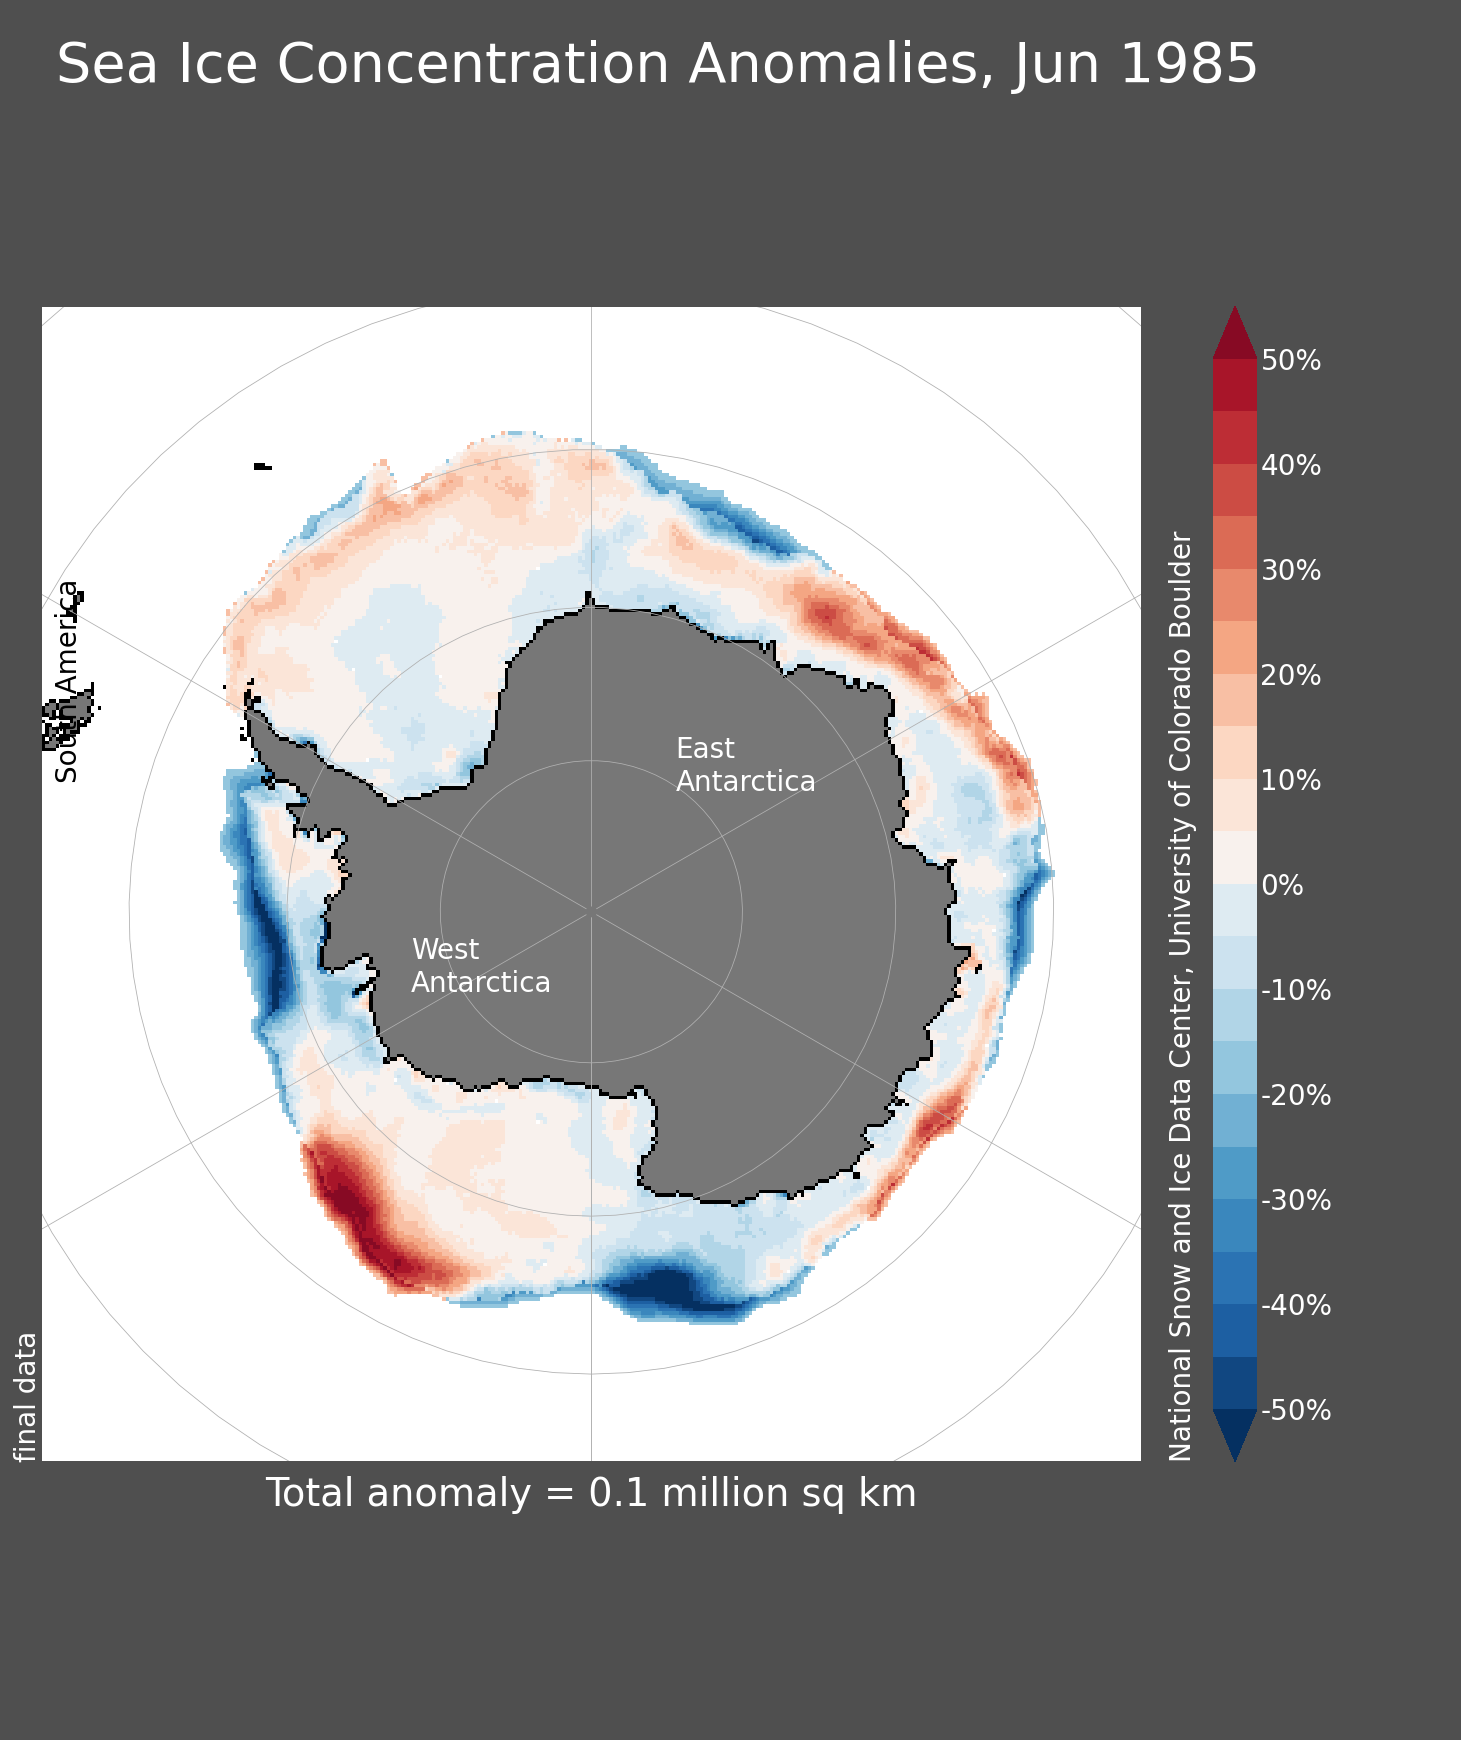 Sea Ice Concentration Anomalies, Jun 1985
South America
East
Antarctica
West
Antarctica
final data
Total anomaly = 0.1 million sq km
National Snow and Ice Data Center, University of Colorado Boulder
50%
40%
30%
20%
10%
0%
-10%
-20%
-30%
-40%
-50%